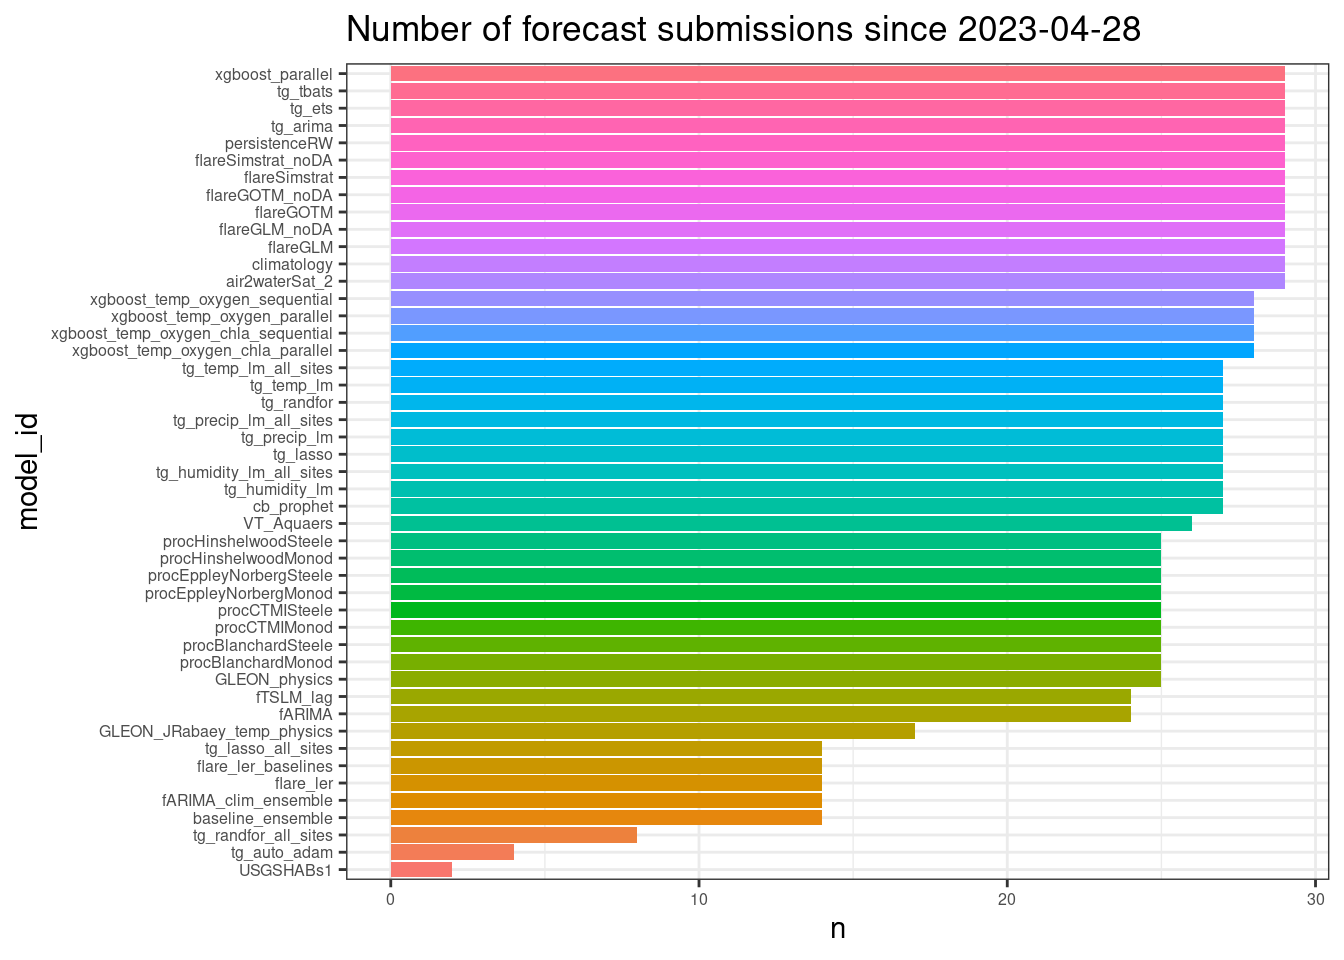 Number of forecast submissions since 2023-04-28
xgboost_parallel
tg_tbats
tg_ets
tg_arima
persistenceRW
flareSimstrat_noDA
flareSimstrat
flareGOTM_noDA
flareGOTM
flareGLM_noDA
flareGLM
climatology
air2waterSat_2
xgboost_temp_oxygen_sequential
xgboost_temp_oxygen_parallel
xgboost_temp_oxygen_chla_sequential
xgboost_temp_oxygen_chla_parallel
tg_temp_lm_all_sites
tg_temp_lm
tg_randfor
tg_precip_lm_all_sites
tg_precip_lm
tg_lasso
tg_humidity_lm_all_sites
tg_humidity_lm
cb_prophet
VT_Aquaers
procHinshelwoodSteele
procHinshelwoodMonod
procEppleyNorbergSteele
procEppleyNorbergMonod
procCTMISteele
procCTMIMonod
procBlanchardSteele
procBlanchardMonod
GLEON_physics
fTSLM_lag
fARIMA
GLEON_JRabaey_temp_physics
tg_lasso_all_sites
flare_ler_baselines
flare_ler
fARIMA_clim_ensemble
baseline_ensemble
tg_randfor_all_sites
tg_auto_adam
USGSHABs1
model_id
0 10 20 30
n